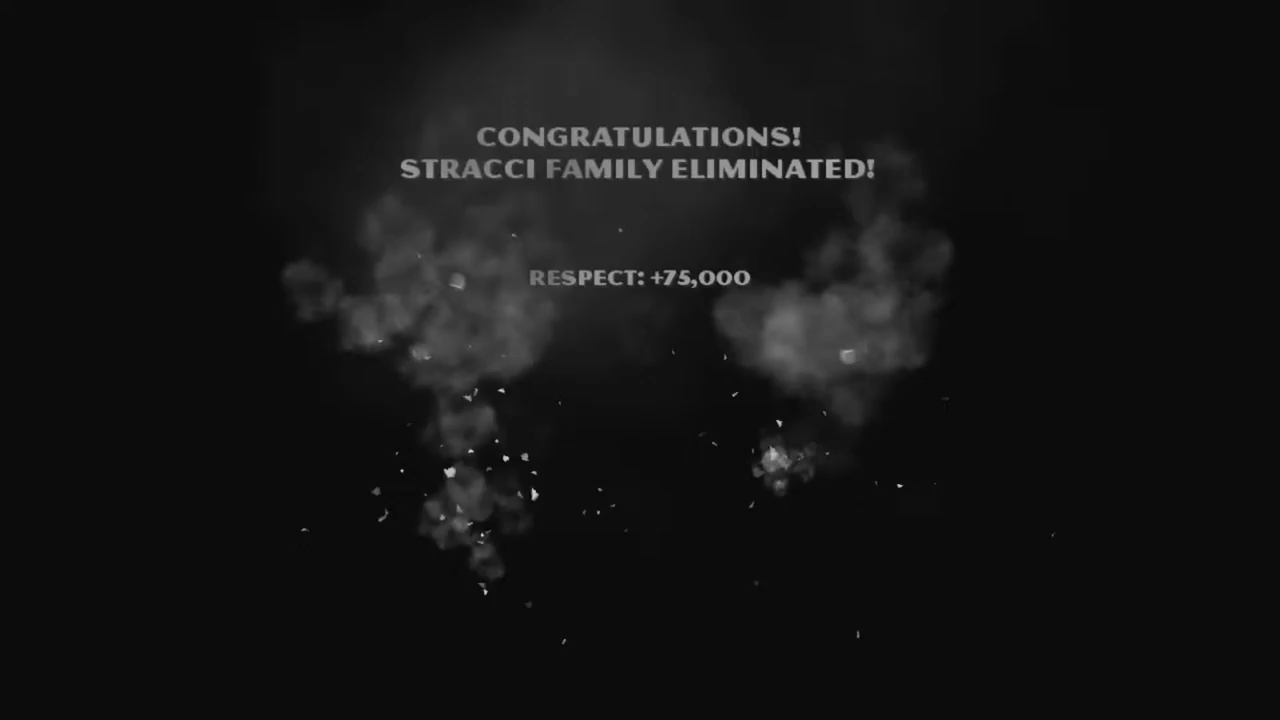 CONGRATULATIONS!
STRACCI FAMILY ELIMINATED!
RESPECT: +75,000